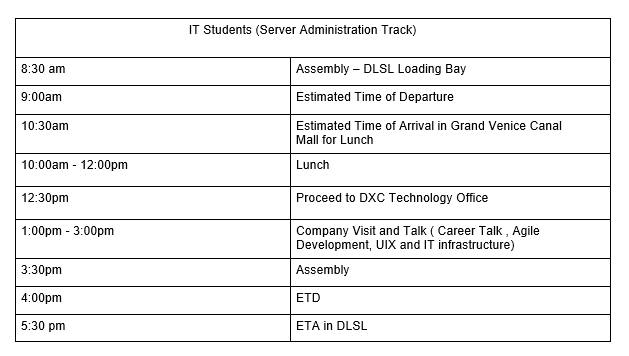 IT Students (Server Administration Track)
8:30 am
Assembly – DLSL Loading Bay
9:00am
Estimated Time of Departure
10:30am
Estimated Time of Arrival in Grand Venice Canal
Mall for Lunch
10:00am - 12:00pm
Lunch
12:30pm
Proceed to DXC Technology Office
1:00pm - 3:00pm
Company Visit and Talk ( Career Talk , Agile
Development, UIX and IT infrastructure)
3:30pm
Assembly
4:00pm
ETD
5:30 pm
ETA in DLSL